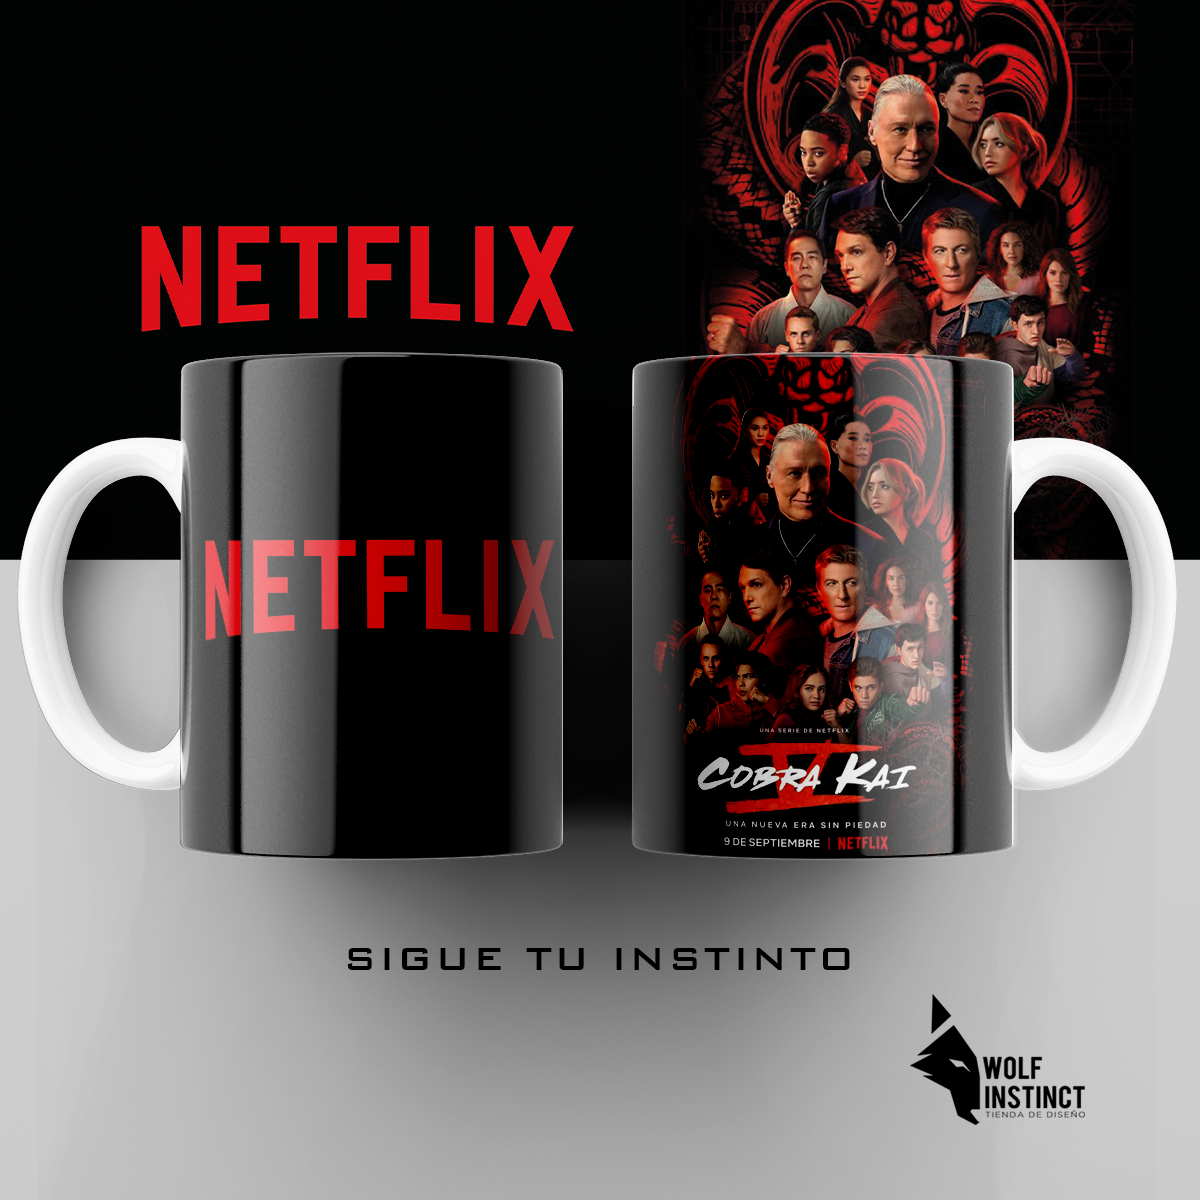 NETFLIX
NETFLIX
UNA SERIE DE NETFLIX
V
COBRA KAI
UNA NUEVA ERA SIN PIEDAD
9 DE SEPTIEMBRE | NETFLIX
SIGUE TU INSTINTO
WOLF
INSTINCT
TIENDA DE DISEÑO